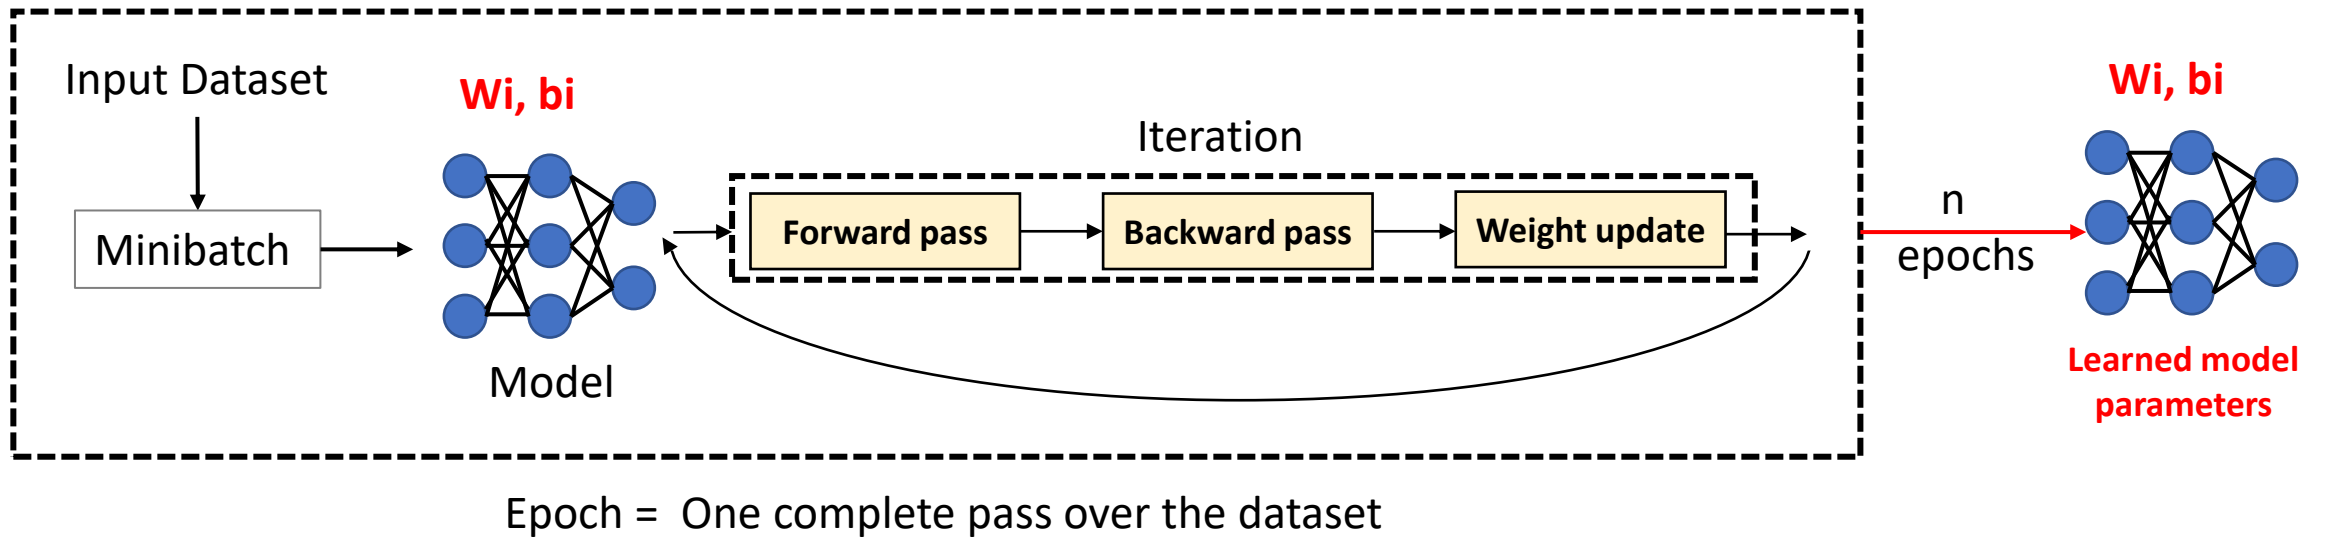 Input Dataset
Minibatch
Wi, bi
Model
Iteration
Forward pass
Backward pass
Weight update
n
epochs
Wi, bi
Learned model
parameters
Epoch = One complete pass over the dataset